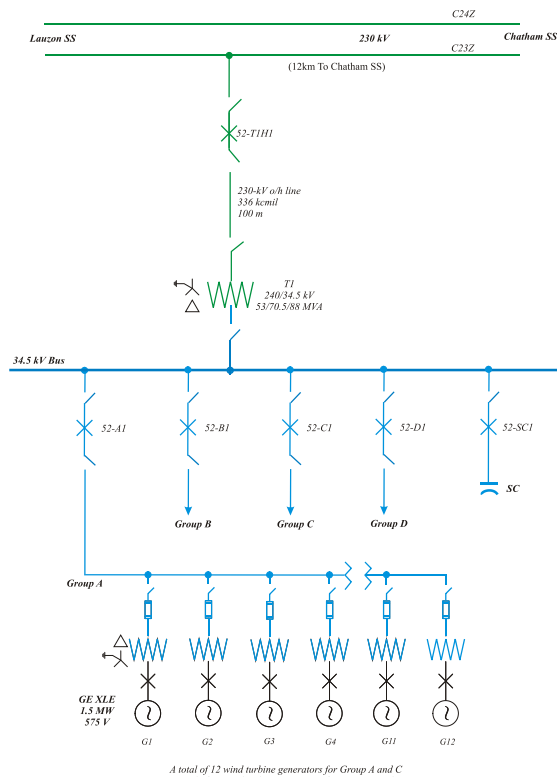 C24Z
Lauzon SS
230 kV
Chatham SS
C23Z
(12km To Chatham SS)
52-T1H1
230-kV o/h line
336 kcmil
100 m
T1
240/34.5 kV
53/70.5/88 MVA
34.5 kV Bus
52-A1
52-B1
52-C1
52-D1
52-SC1
SC
Group B
Group C
Group D
Group A
GE XLE
1.5 MW
575 V
G1
G2
G3
G4
G11
G12
A total of 12 wind turbine generators for Group A and C